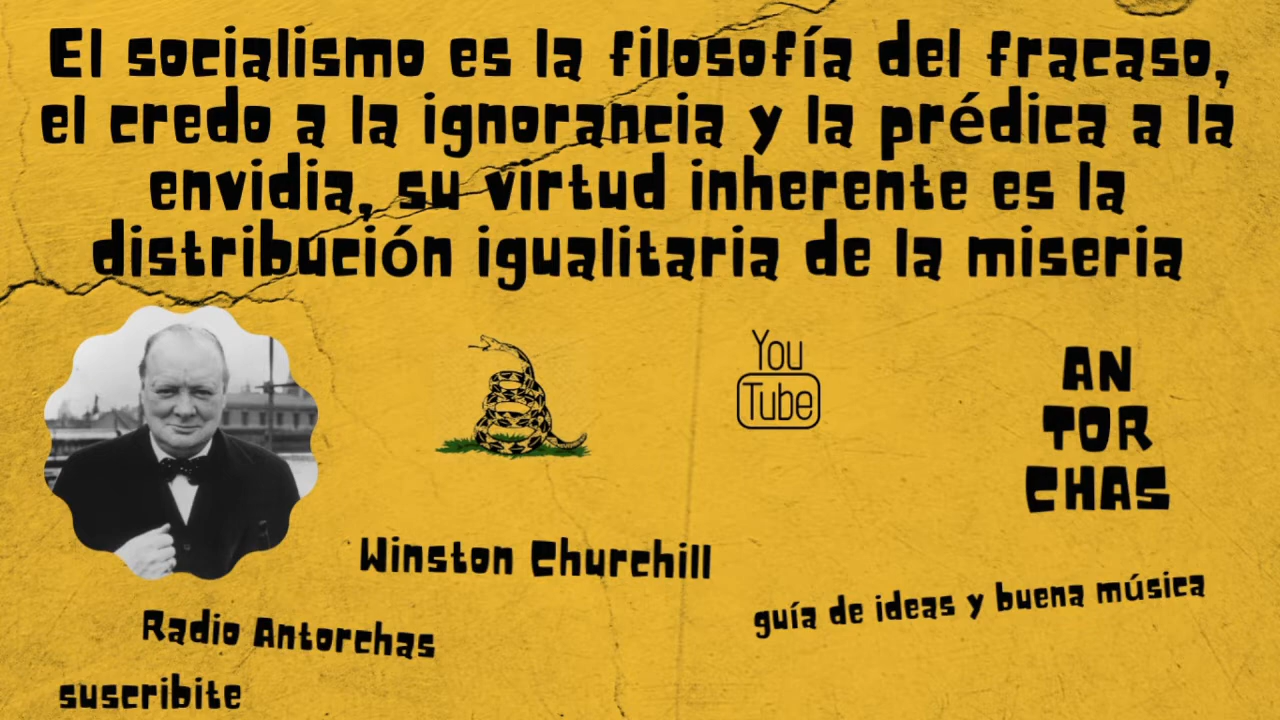 El socialismo es la filosofía del fracaso,
el credo a la ignorancia y la prédica a la
envidia, su virtud inherente es la
distribución igualitaria de la miseria
You
Tube
AN
TOR
CHAS
Winston Churchill
guía de ideas y buena música
Radio Antorchas
suscribite